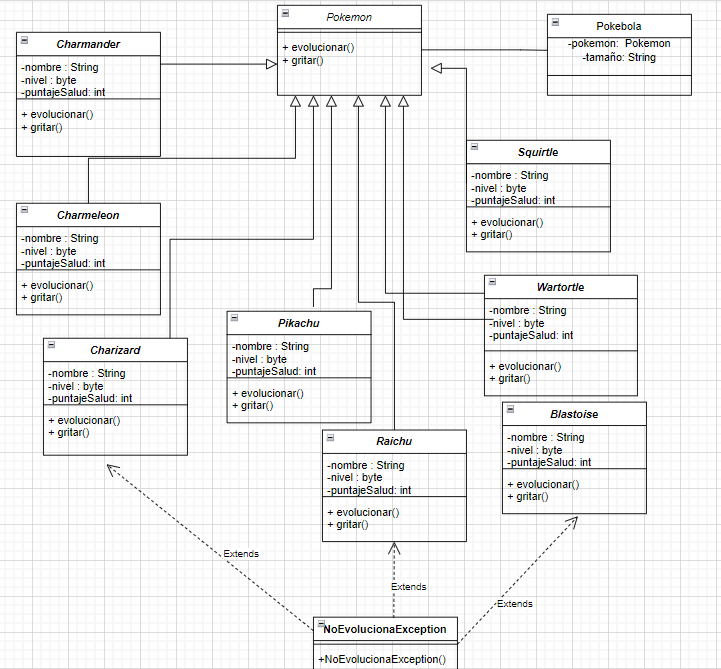 Pokemon
+ evolucionar()
+ gritar()
Pokebola
-pokemon: Pokemon
-tamaño: String
Charmander
-nombre : String
-nivel : byte
-puntajeSalud: int
+ evolucionar()
+ gritar()
Squirtle
-nombre : String
-nivel : byte
-puntajeSalud: int
+ evolucionar()
+ gritar()
Charmeleon
-nombre : String
-nivel : byte
-puntajeSalud: int
+ evolucionar()
+ gritar()
Wartortle
-nombre : String
-nivel : byte
-puntajeSalud: int
+ evolucionar()
+ gritar()
Pikachu
-nombre : String
-nivel : byte
-puntajeSalud: int
+ evolucionar()
+ gritar()
Charizard
-nombre : String
-nivel : byte
-puntajeSalud: int
+ evolucionar()
+ gritar()
Blastoise
-nombre : String
-nivel : byte
-puntajeSalud: int
+ evolucionar()
+ gritar()
Raichu
-nombre : String
-nivel : byte
-puntajeSalud: int
+ evolucionar()
+ gritar()
Extends
Extends
Extends
NoEvolucionaException
+NoEvolucionaException()